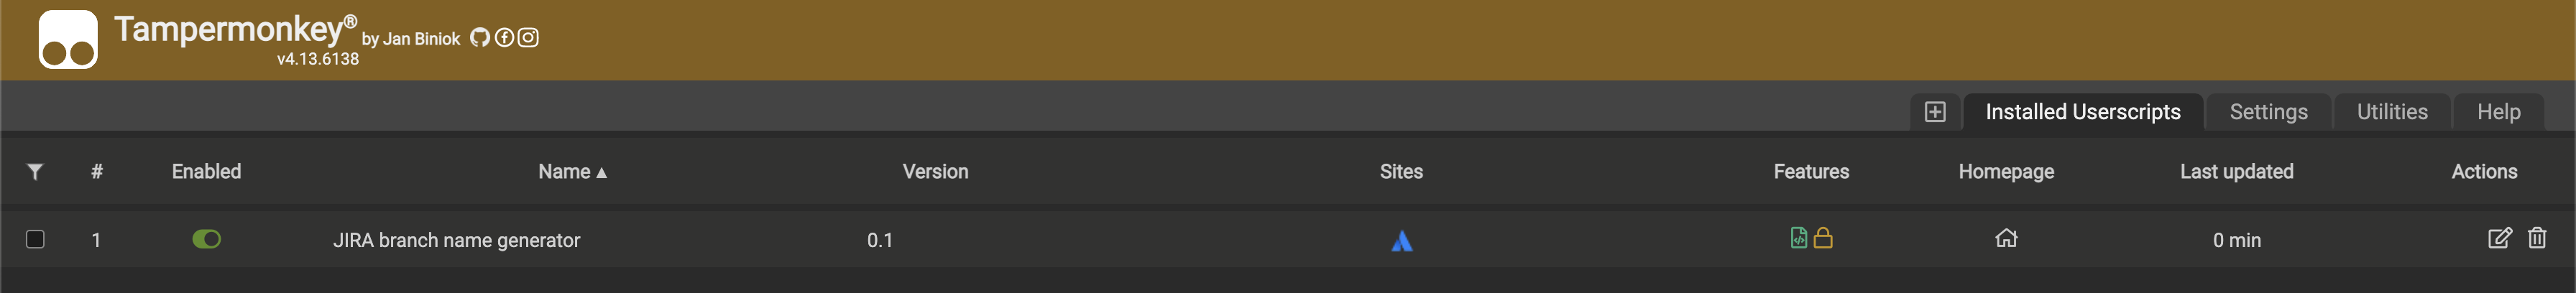 Tampermonkey® by Jan Biniok
v4.13.6138
Installed Userscripts Settings Utilities Help
# Enabled Name ▲ Version Sites Features Homepage Last updated Actions
1 JIRA branch name generator 0.1 0 min